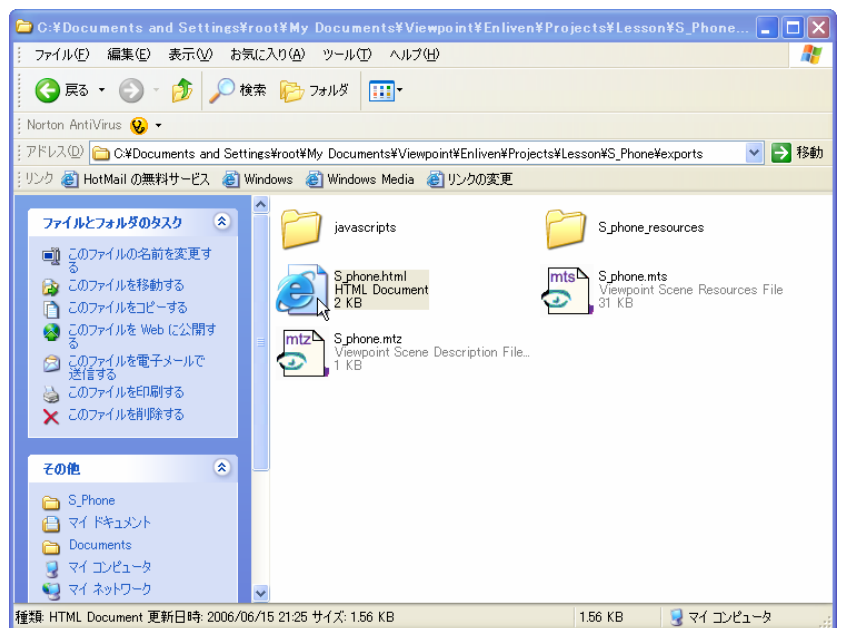 C:¥Documents and Settings¥root¥My Documents¥Viewpoint¥Enliven¥Projects¥Lesson¥S_Phone...
ファイル(F) 編集(E) 表示(V) お気に入り(A) ツール(T) ヘルプ(H)
戻る 検索 フォルダ
Norton AntiVirus
アドレス(D) C:¥Documents and Settings¥root¥My Documents¥Viewpoint¥Enliven¥Projects¥Lesson¥S_Phone¥exports 移動
リンク HotMail の無料サービス Windows Windows Media リンクの変更
ファイルとフォルダのタスク
このファイルの名前を変更す
る
このファイルを移動する
このファイルをコピーする
このファイルを Web に公開す
る
このファイルを電子メールで
送信する
このファイルを印刷する
このファイルを削除する
その他
S_Phone
マイ ドキュメント
Documents
マイ コンピュータ
マイ ネットワーク
javascripts
S_phone_resources
S_phone.html
HTML Document
2 KB
mts
S_phone.mts
Viewpoint Scene Resources File
31 KB
mtz
S_phone.mtz
Viewpoint Scene Description File...
1 KB
種類: HTML Document 更新日時: 2006/06/15 21:25 サイズ: 1.56 KB 1.56 KB マイ コンピュータ